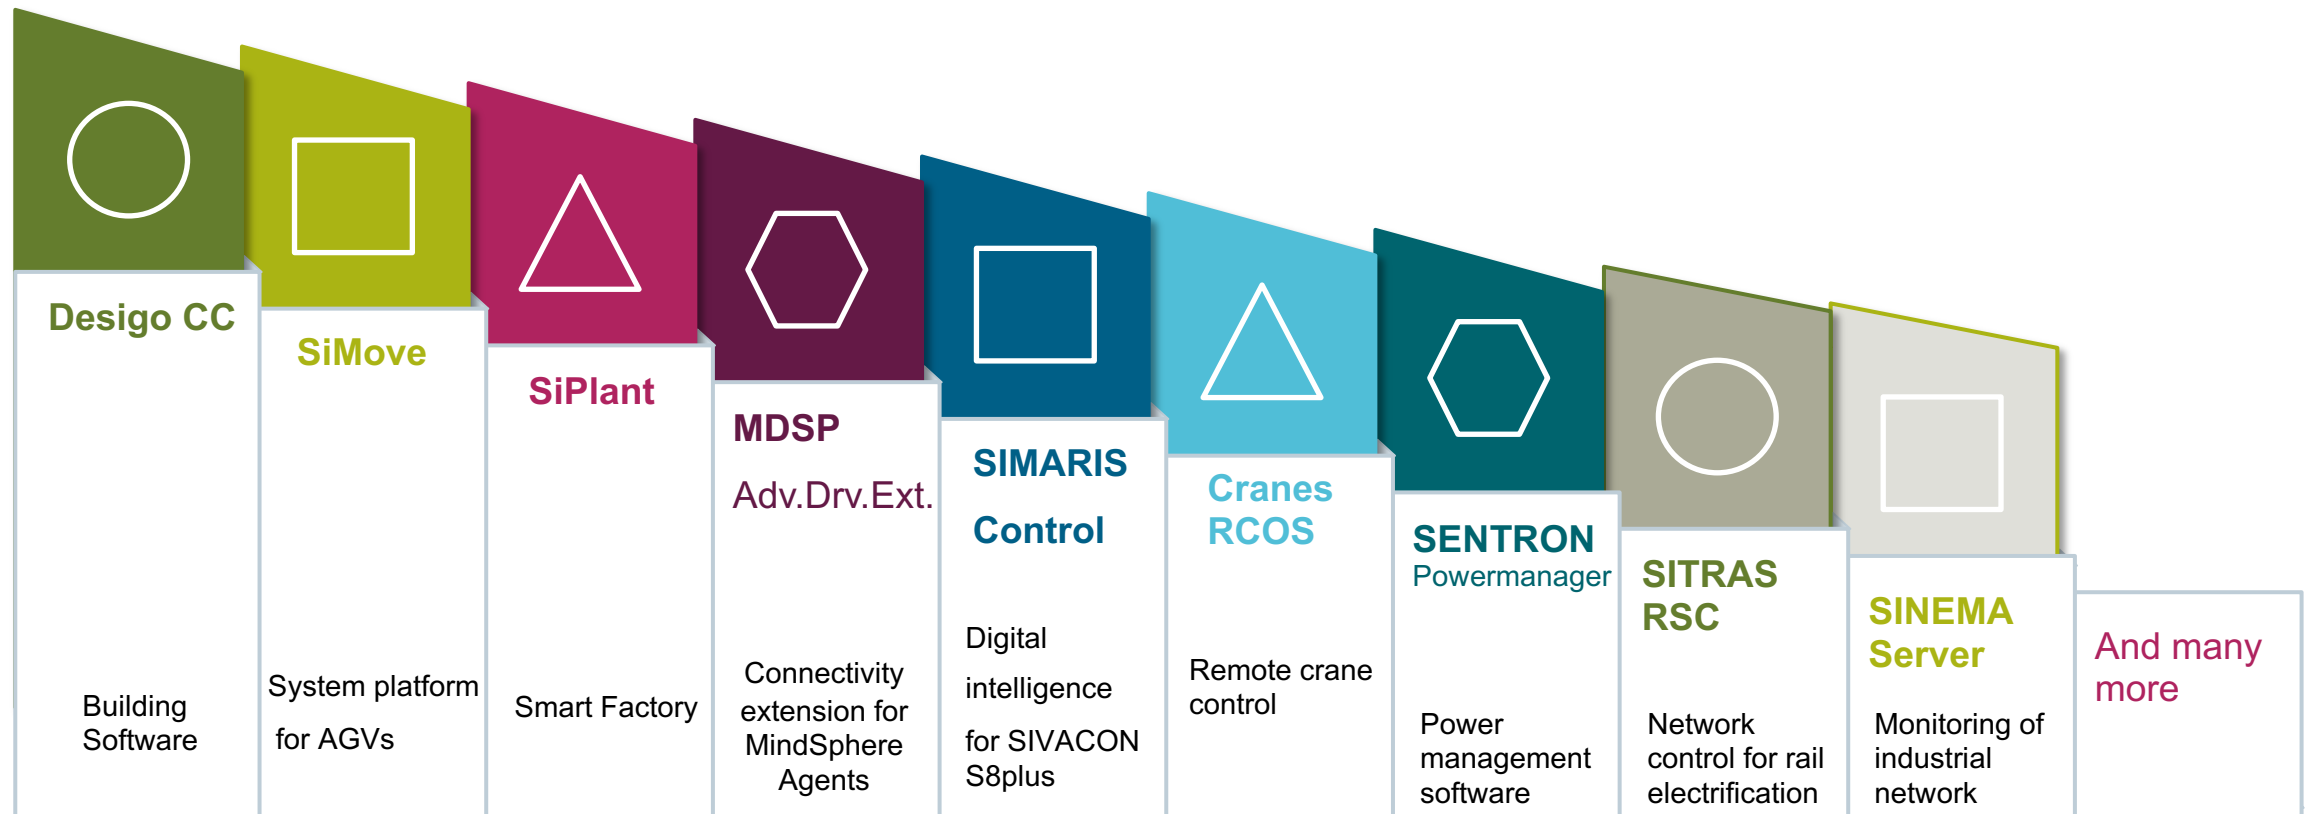 Desigo CC
Building
Software
SiMove
System platform
for AGVs
SiPlant
Smart Factory
MDSP
Adv.Drv.Ext.
Connectivity
extension for
MindSphere
Agents
SIMARIS
Control
Digital
intelligence
for SIVACON
S8plus
Cranes
RCOS
Remote crane
control
SENTRON
Powermanager
Power
management
software
SITRAS
RSC
Network
control for rail
electrification
SINEMA
Server
Monitoring of
industrial
network
And many
more